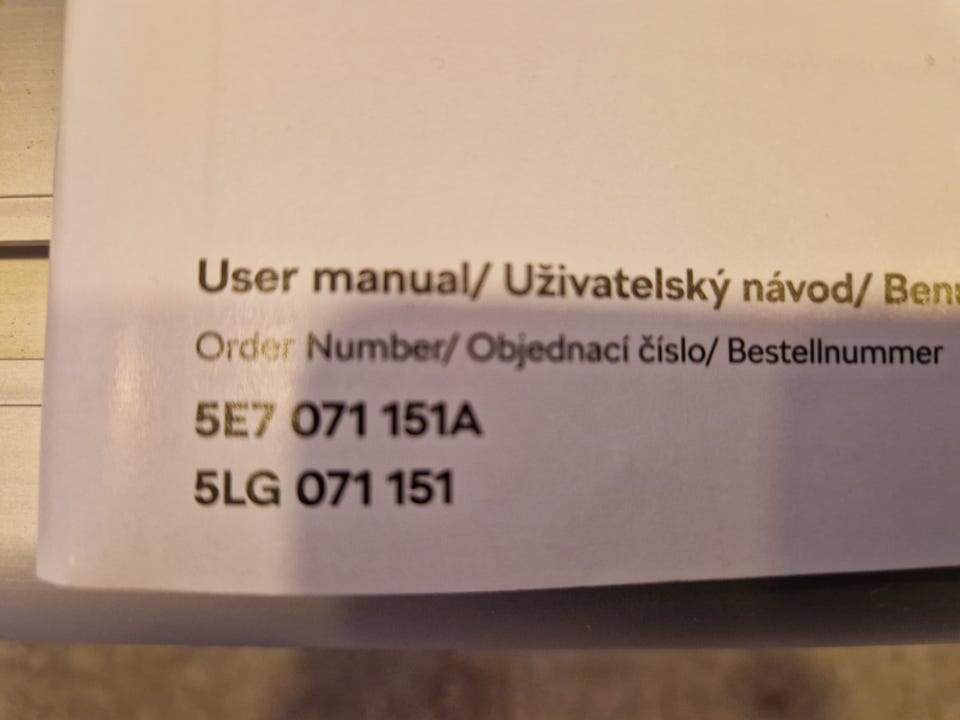 User manual/ Uživatelský návod/
Order Number/ Objednací číslo/ Bestellnummer
5E7 071 151A
5LG 071 151